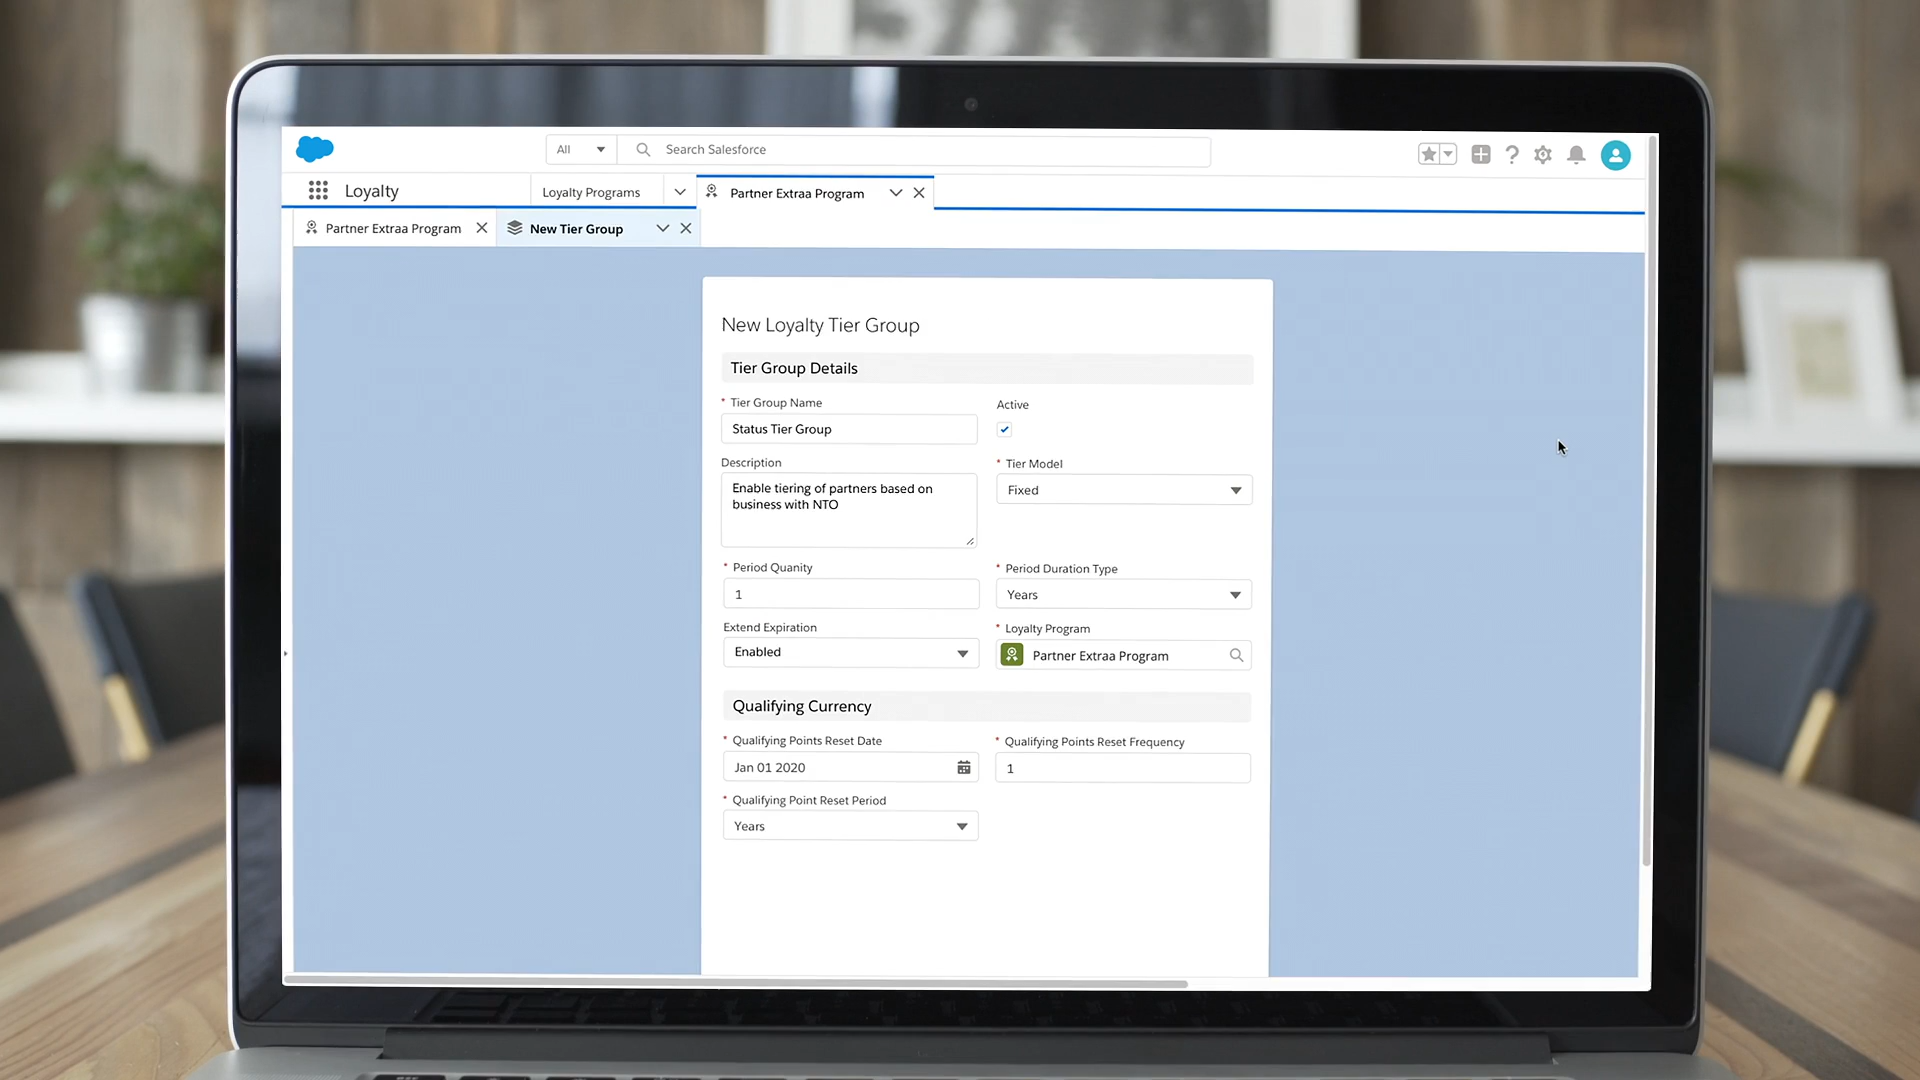 All
Search Salesforce
Loyalty
Loyalty Programs
Partner Extraa Program
Partner Extraa Program
New Tier Group
New Loyalty Tier Group
Tier Group Details
* Tier Group Name
Active
Status Tier Group
Description
* Tier Model
Enable tiering of partners based on
business with NTO
Fixed
* Period Quanity
* Period Duration Type
1
Years
Extend Expiration
* Loyalty Program
Enabled
Partner Extraa Program
Qualifying Currency
* Qualifying Points Reset Date
* Qualifying Points Reset Frequency
Jan 01 2020
1
* Qualifying Point Reset Period
Years